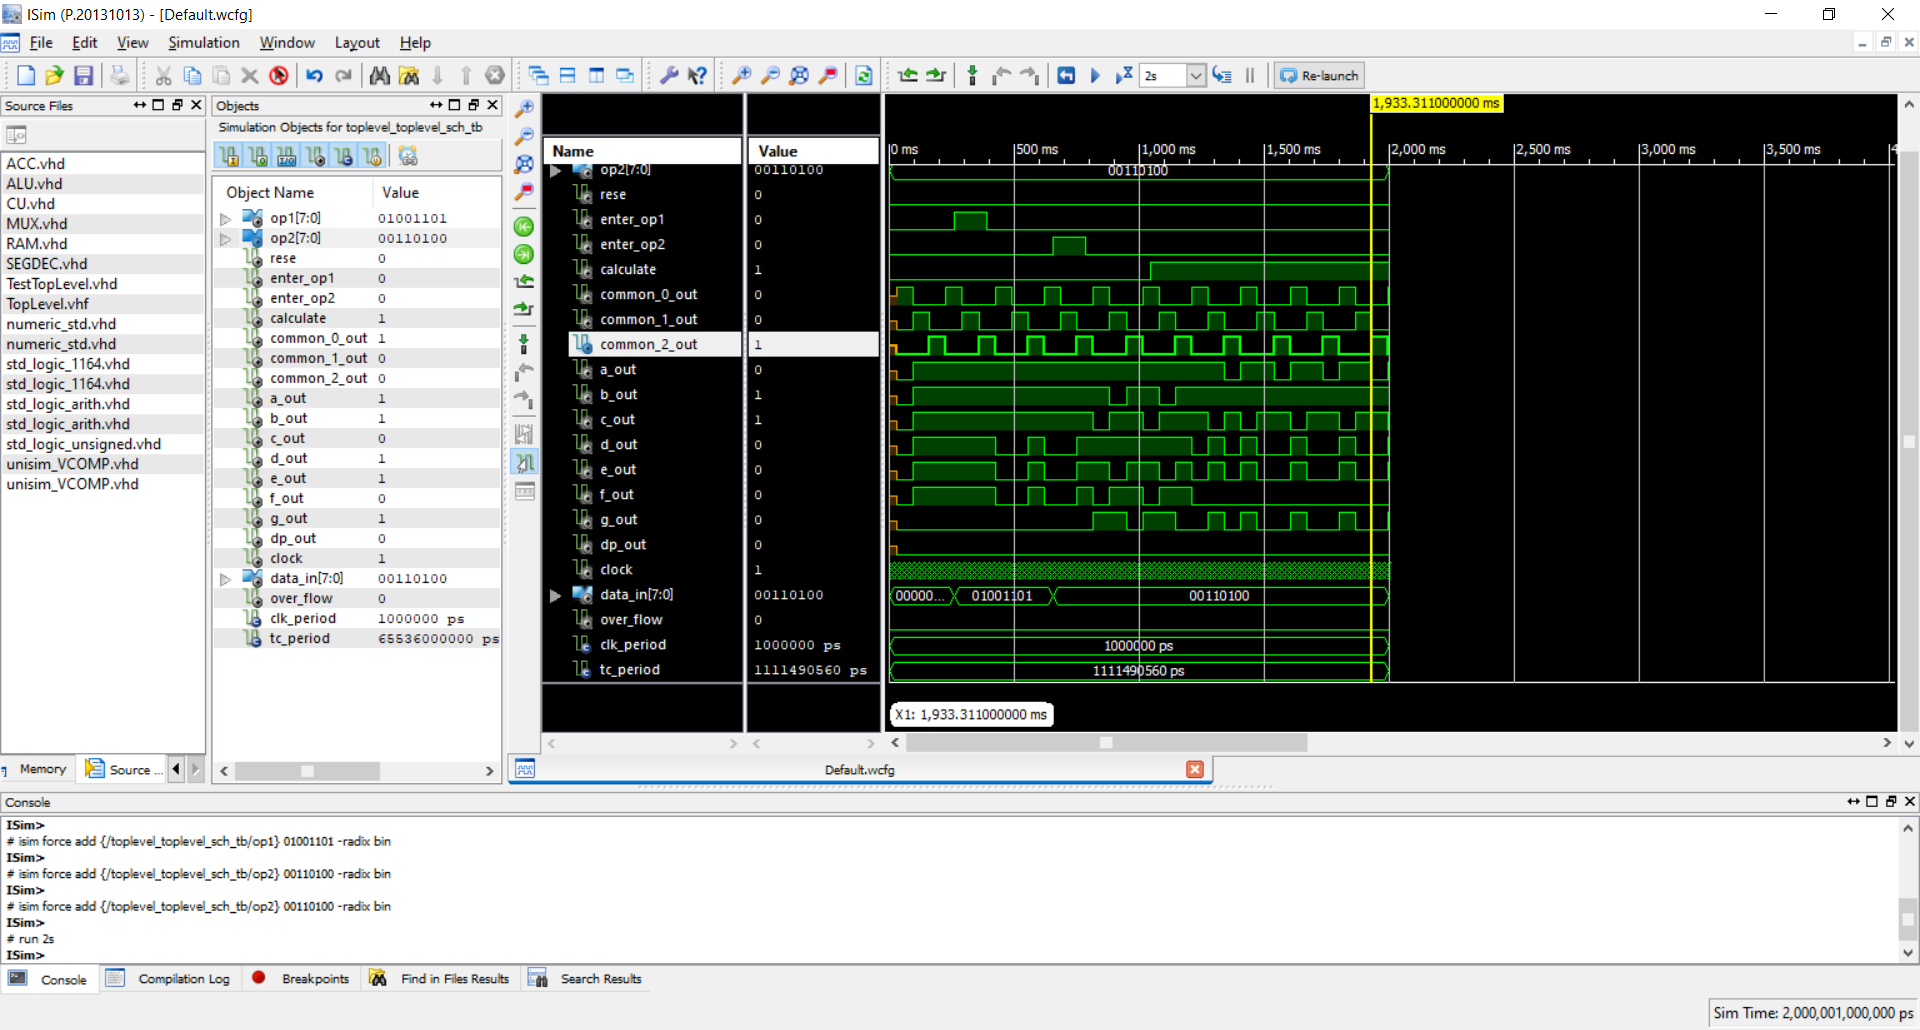 ISim (P.20131013) - [Default.wcfg]
File Edit View Simulation Window Layout Help
2s Re-launch
Source Files
ACC.vhd
ALU.vhd
CU.vhd
MUX.vhd
RAM.vhd
SEGDEC.vhd
TestTopLevel.vhd
TopLevel.vhf
numeric_std.vhd
numeric_std.vhd
std_logic_1164.vhd
std_logic_1164.vhd
std_logic_arith.vhd
std_logic_arith.vhd
std_logic_unsigned.vhd
unisim_VCOMP.vhd
unisim_VCOMP.vhd
Memory Source ...
Objects
Simulation Objects for toplevel_toplevel_sch_tb
Object Name Value
op1[7:0] 01001101
op2[7:0] 00110100
rese 0
enter_op1 0
enter_op2 0
calculate 1
common_0_out 1
common_1_out 0
common_2_out 0
a_out 1
b_out 1
c_out 0
d_out 1
e_out 1
f_out 0
g_out 1
dp_out 0
clock 1
data_in[7:0] 00110100
over_flow 0
clk_period 1000000 ps
tc_period 65536000000 ps
1,933.311000000 ms
Name Value
0 ms 500 ms 1,000 ms 1,500 ms 2,000 ms 2,500 ms 3,000 ms 3,500 ms 4
op2[7:0] 00110100 00110100
rese 0
enter_op1 0
enter_op2 0
calculate 1
common_0_out 0
common_1_out 0
common_2_out 1
a_out 0
b_out 1
c_out 1
d_out 0
e_out 0
f_out 0
g_out 0
dp_out 0
clock 1
data_in[7:0] 00110100 00000... 01001101 00110100
over_flow 0
clk_period 1000000 ps 1000000 ps
tc_period 1111490560 ps 1111490560 ps
X1: 1,933.311000000 ms
Default.wcfg
Console
ISim>
# isim force add {/toplevel_toplevel_sch_tb/op1} 01001101 -radix bin
ISim>
# isim force add {/toplevel_toplevel_sch_tb/op2} 00110100 -radix bin
ISim>
# isim force add {/toplevel_toplevel_sch_tb/op2} 00110100 -radix bin
ISim>
# run 2s
ISim>
Console Compilation Log Breakpoints Find in Files Results Search Results
Sim Time: 2,000,001,000,000 ps